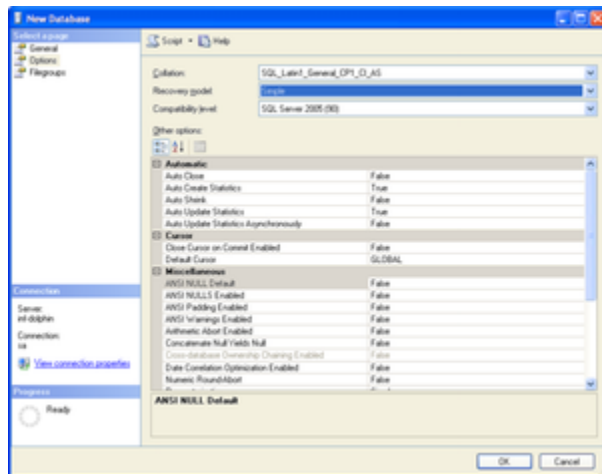 New Database
Select a page
General
Options
Filegroups
Script
Help
Collation: SQL_Latin1_General_CP1_CI_AS
Recovery model: Simple
Compatibility level: SQL Server 2005 (90)
Other options:
Automatic
Auto Close False
Auto Create Statistics True
Auto Shrink False
Auto Update Statistics True
Auto Update Statistics Asynchronously False
Cursor
Close Cursor on Commit Enabled False
Default Cursor GLOBAL
Miscellaneous
ANSI NULL Default False
ANSI NULLS Enabled False
ANSI Padding Enabled False
ANSI Warnings Enabled False
Arithmetic Abort Enabled False
Concatenate Null Yields Null False
Cross-database Ownership Chaining Enabled False
Date Correlation Optimization Enabled False
Numeric Round-Abort False
ANSI NULL Default
Connection
Server:
inf-dolphin
Connection:
sa
View connection properties
Progress
Ready
OK
Cancel